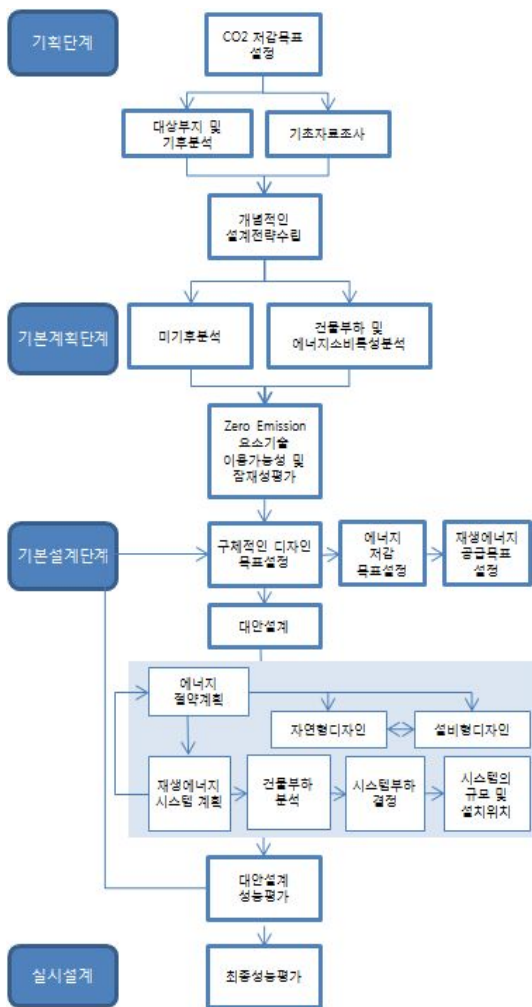 기획단계
CO2 저감목표
설정
대상부지 및
기후분석
기초자료조사
개념적인
설계전략수립
기본계획단계
미기후분석
건물부하 및
에너지소비특성분석
Zero Emission
요소기술
이용가능성 및
잠재성평가
기본설계단계
구체적인 디자인
목표설정
에너지
저감
목표설정
재생에너지
공급목표
설정
대안설계
에너지
절약계획
자연형디자인
설비형디자인
재생에너지
시스템 계획
건물부하
분석
시스템부하
결정
시스템의
규모 및
설치위치
대안설계
성능평가
실시설계
최종성능평가